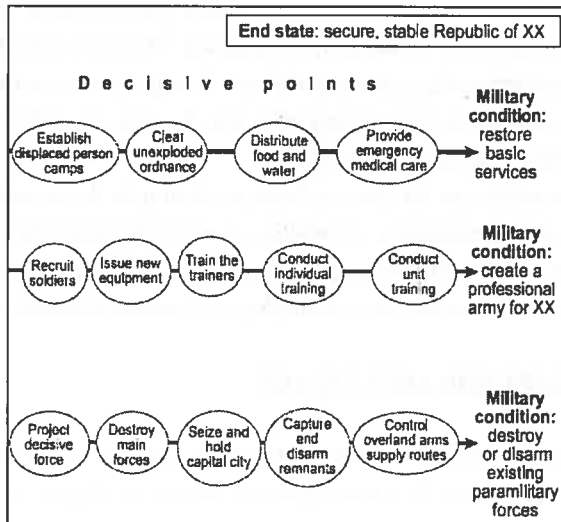 End state: secure, stable Republic of XX
Decisive points
Establish
displaced person
camps
Clear
unexploded
ordnance
Distribute
food and
water
Provide
emergency
medical care
Military
condition:
restore
basic
services
Recruit
soldiers
Issue new
equipment
Train the
trainers
Conduct
individual
training
Conduct
unit
training
Military
condition:
create a
professional
army for XX
Project
decisive
force
Destroy
main
forces
Seize and
hold
capital city
Capture
end
disarm
remnants
Control
overland arms
supply routes
Military
condition:
destroy
or disarm
existing
paramilitary
forces